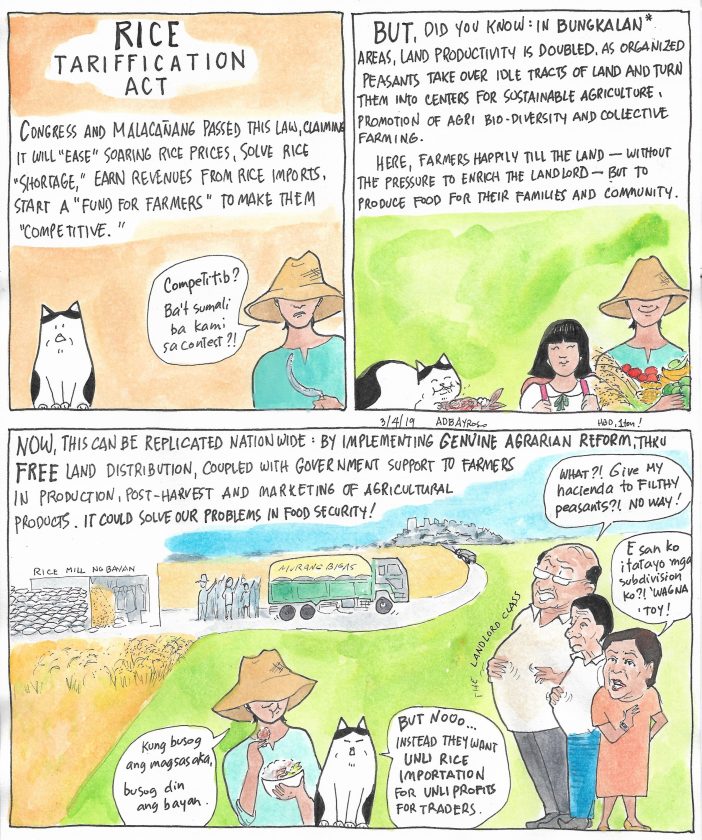 RICE
TARIFFICATION
ACT
CONGRESS AND MALACAÑANG PASSED THIS LAW, CLAIMING
IT WILL "EASE" SOARING RICE PRICES, SOLVE RICE
"SHORTAGE," EARN REVENUES FROM RICE IMPORTS,
START A "FUND FOR FARMERS" TO MAKE THEM
"COMPETITIVE."
Competitib?
Ba't sumali
ba kami
sa contest?!
BUT, DID YOU KNOW: IN BUNGKALAN*
AREAS, LAND PRODUCTIVITY IS DOUBLED. AS ORGANIZED
PEASANTS TAKE OVER IDLE TRACTS OF LAND AND TURN
THEM INTO CENTERS FOR SUSTAINABLE AGRICULTURE,
PROMOTION OF AGRI BIO-DIVERSITY AND COLLECTIVE
FARMING.
HERE, FARMERS HAPPILY TILL THE LAND — WITHOUT
THE PRESSURE TO ENRICH THE LANDLORD — BUT TO
PRODUCE FOOD FOR THEIR FAMILIES AND COMMUNITY.
3/4/19 ADBAYRoso HBD, Iton!
NOW, THIS CAN BE REPLICATED NATIONWIDE: BY IMPLEMENTING GENUINE AGRARIAN REFORM, THRU
FREE LAND DISTRIBUTION, COUPLED WITH GOVERNMENT SUPPORT TO FARMERS
IN PRODUCTION, POST-HARVEST AND MARKETING OF AGRICULTURAL
PRODUCTS. IT COULD SOLVE OUR PROBLEMS IN FOOD SECURITY!
WHAT?! Give MY
hacienda to FILTHY
peasants?! NO WAY!
E san ko
itatayo mga
subdivision
ko?! 'WAG NA
'TOY!
RICE MILL NG BAYAN
MURANG BIGAS
THE LANDLORD CLASS
Kung busog
ang magsasaka,
busog din
ang bayan.
BUT NOOO...
INSTEAD THEY WANT
UNLI RICE
IMPORTATION
FOR UNLI PROFITS
FOR TRADERS.